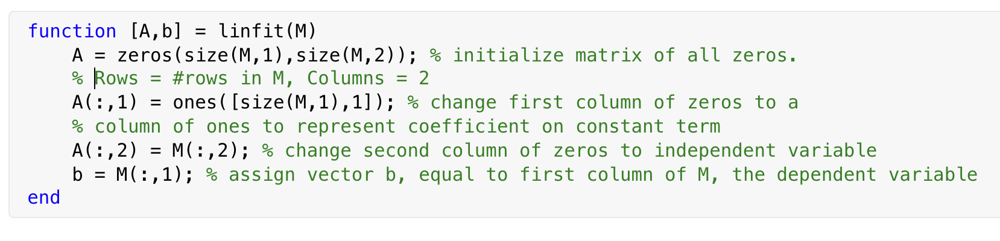 function [A,b] = linfit(M)
    A = zeros(size(M,1),size(M,2)); % initialize matrix of all zeros.
    % Rows = #rows in M, Columns = 2
    A(:,1) = ones([size(M,1),1]); % change first column of zeros to a
    % column of ones to represent coefficient on constant term
    A(:,2) = M(:,2); % change second column of zeros to independent variable
    b = M(:,1); % assign vector b, equal to first column of M, the dependent variable
end